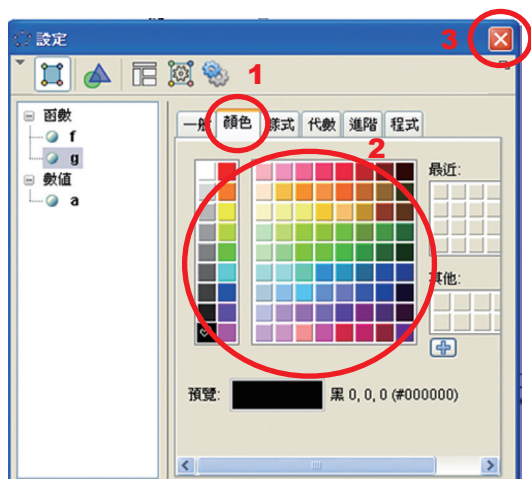 設定
3
1
函數
f
g
數值
a
一般 顏色 樣式 代數 進階 程式
2
最近:
其他:
預覽: 黑 0, 0, 0 (#000000)